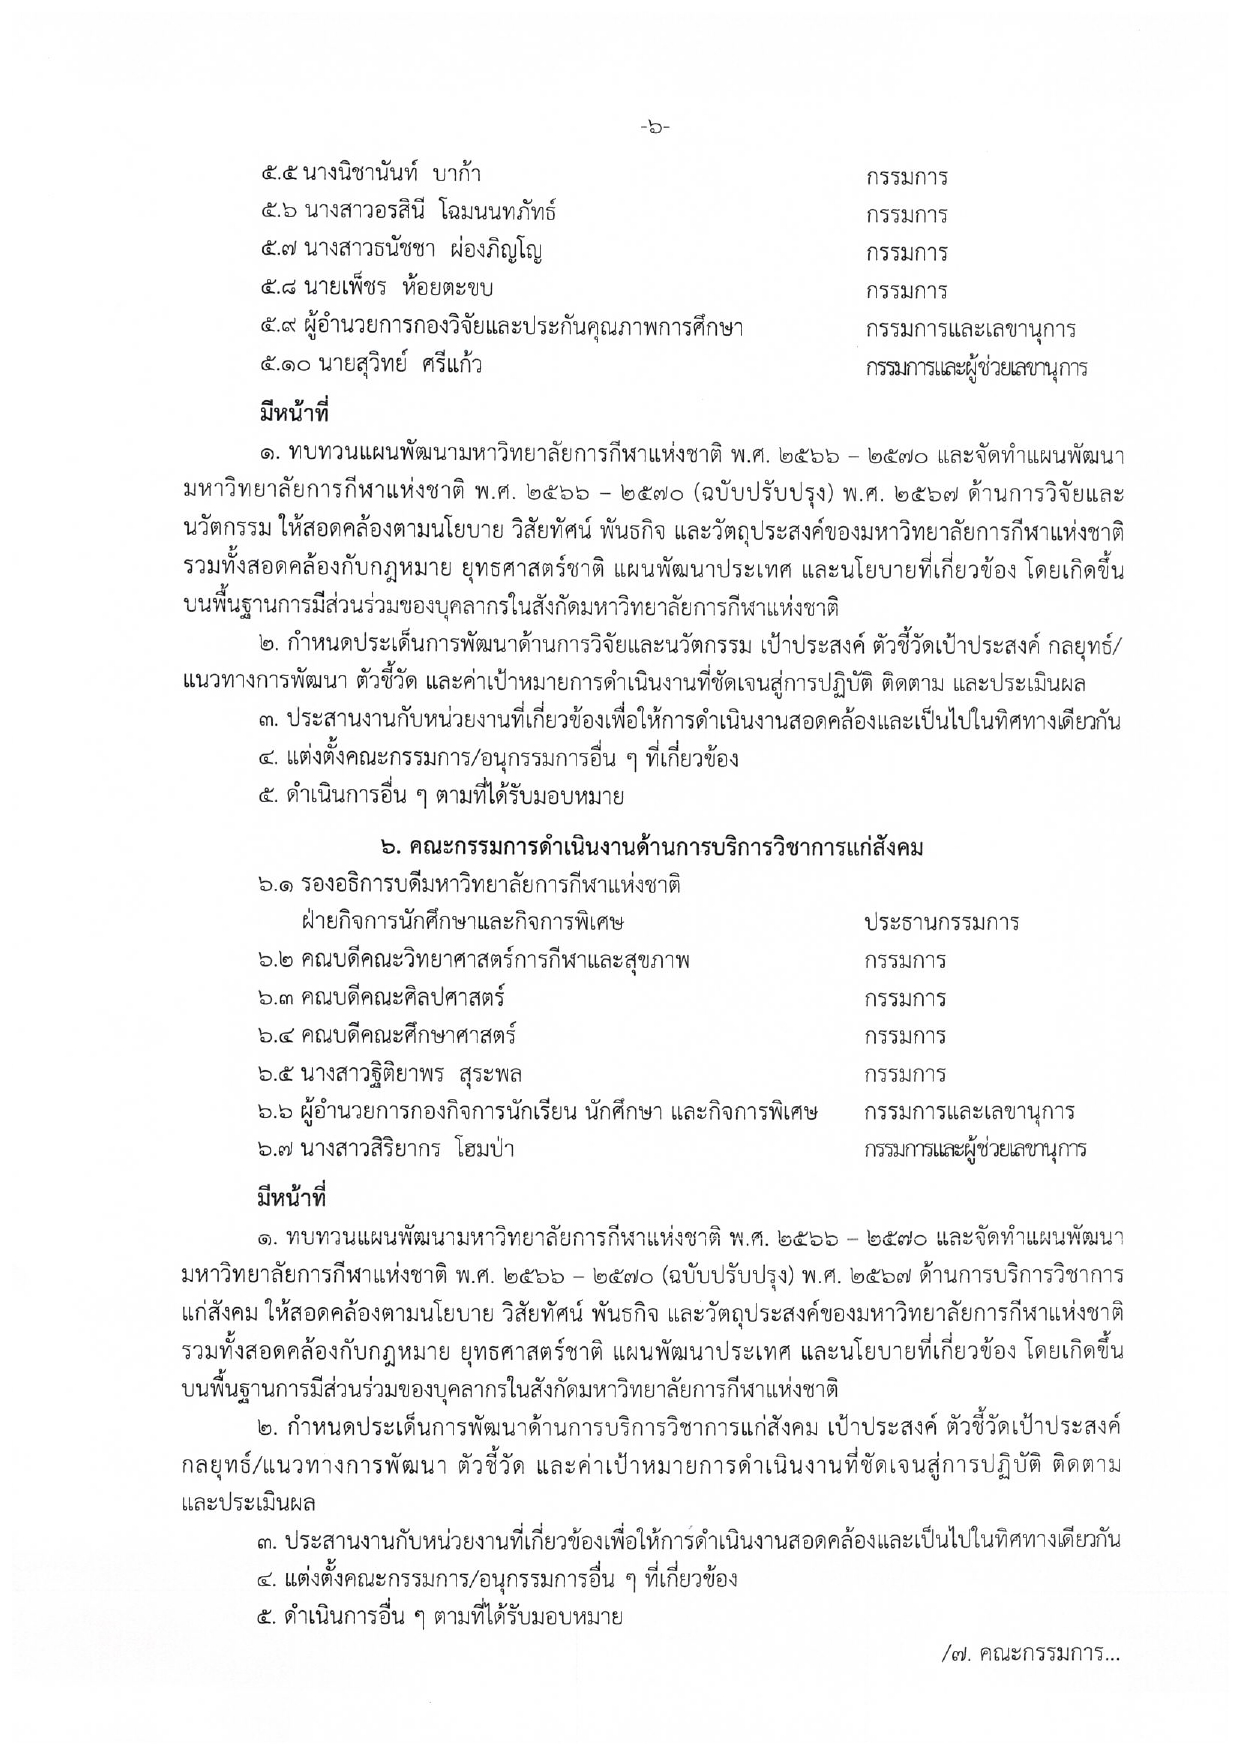 -๖-
๕.๕ นางนิชานันท์ บาก้า กรรมการ
๕.๖ นางสาวอรสินี โฉมนนทภัทธ์ กรรมการ
๕.๗ นางสาวธนัชชา ผ่องภิญโญ กรรมการ
๕.๘ นายเพ็ชร ห้อยตะขบ กรรมการ
๕.๙ ผู้อำนวยการกองวิจัยและประกันคุณภาพการศึกษา กรรมการและเลขานุการ
๕.๑๐ นายสุวิทย์ ศรีแก้ว กรรมการและผู้ช่วยเลขานุการ
มีหน้าที่
๑. ทบทวนแผนพัฒนามหาวิทยาลัยการกีฬาแห่งชาติ พ.ศ. ๒๕๖๖ – ๒๕๗๐ และจัดทำแผนพัฒนา
มหาวิทยาลัยการกีฬาแห่งชาติ พ.ศ. ๒๕๖๖ – ๒๕๗๐ (ฉบับปรับปรุง) พ.ศ. ๒๕๖๗ ด้านการวิจัยและ
นวัตกรรม ให้สอดคล้องตามนโยบาย วิสัยทัศน์ พันธกิจ และวัตถุประสงค์ของมหาวิทยาลัยการกีฬาแห่งชาติ
รวมทั้งสอดคล้องกับกฎหมาย ยุทธศาสตร์ชาติ แผนพัฒนาประเทศ และนโยบายที่เกี่ยวข้อง โดยเกิดขึ้น
บนพื้นฐานการมีส่วนร่วมของบุคลากรในสังกัดมหาวิทยาลัยการกีฬาแห่งชาติ
๒. กำหนดประเด็นการพัฒนาด้านการวิจัยและนวัตกรรม เป้าประสงค์ ตัวชี้วัดเป้าประสงค์ กลยุทธ์/
แนวทางการพัฒนา ตัวชี้วัด และค่าเป้าหมายการดำเนินงานที่ชัดเจนสู่การปฏิบัติ ติดตาม และประเมินผล
๓. ประสานงานกับหน่วยงานที่เกี่ยวข้องเพื่อให้การดำเนินงานสอดคล้องและเป็นไปในทิศทางเดียวกัน
๔. แต่งตั้งคณะกรรมการ/อนุกรรมการอื่น ๆ ที่เกี่ยวข้อง
๕. ดำเนินการอื่น ๆ ตามที่ได้รับมอบหมาย
๖. คณะกรรมการดำเนินงานด้านการบริการวิชาการแก่สังคม
๖.๑ รองอธิการบดีมหาวิทยาลัยการกีฬาแห่งชาติ
ฝ่ายกิจการนักศึกษาและกิจการพิเศษ ประธานกรรมการ
๖.๒ คณบดีคณะวิทยาศาสตร์การกีฬาและสุขภาพ กรรมการ
๖.๓ คณบดีคณะศิลปศาสตร์ กรรมการ
๖.๔ คณบดีคณะศึกษาศาสตร์ กรรมการ
๖.๕ นางสาวฐิติยาพร สุระพล กรรมการ
๖.๖ ผู้อำนวยการกองกิจการนักเรียน นักศึกษา และกิจการพิเศษ กรรมการและเลขานุการ
๖.๗ นางสาวสิริยากร โฮมป่า กรรมการและผู้ช่วยเลขานุการ
มีหน้าที่
๑. ทบทวนแผนพัฒนามหาวิทยาลัยการกีฬาแห่งชาติ พ.ศ. ๒๕๖๖ – ๒๕๗๐ และจัดทำแผนพัฒนา
มหาวิทยาลัยการกีฬาแห่งชาติ พ.ศ. ๒๕๖๖ – ๒๕๗๐ (ฉบับปรับปรุง) พ.ศ. ๒๕๖๗ ด้านการบริการวิชาการ
แก่สังคม ให้สอดคล้องตามนโยบาย วิสัยทัศน์ พันธกิจ และวัตถุประสงค์ของมหาวิทยาลัยการกีฬาแห่งชาติ
รวมทั้งสอดคล้องกับกฎหมาย ยุทธศาสตร์ชาติ แผนพัฒนาประเทศ และนโยบายที่เกี่ยวข้อง โดยเกิดขึ้น
บนพื้นฐานการมีส่วนร่วมของบุคลากรในสังกัดมหาวิทยาลัยการกีฬาแห่งชาติ
๒. กำหนดประเด็นการพัฒนาด้านการบริการวิชาการแก่สังคม เป้าประสงค์ ตัวชี้วัดเป้าประสงค์
กลยุทธ์/แนวทางการพัฒนา ตัวชี้วัด และค่าเป้าหมายการดำเนินงานที่ชัดเจนสู่การปฏิบัติ ติดตาม
และประเมินผล
๓. ประสานงานกับหน่วยงานที่เกี่ยวข้องเพื่อให้การดำเนินงานสอดคล้องและเป็นไปในทิศทางเดียวกัน
๔. แต่งตั้งคณะกรรมการ/อนุกรรมการอื่น ๆ ที่เกี่ยวข้อง
๕. ดำเนินการอื่น ๆ ตามที่ได้รับมอบหมาย
/๗. คณะกรรมการ...